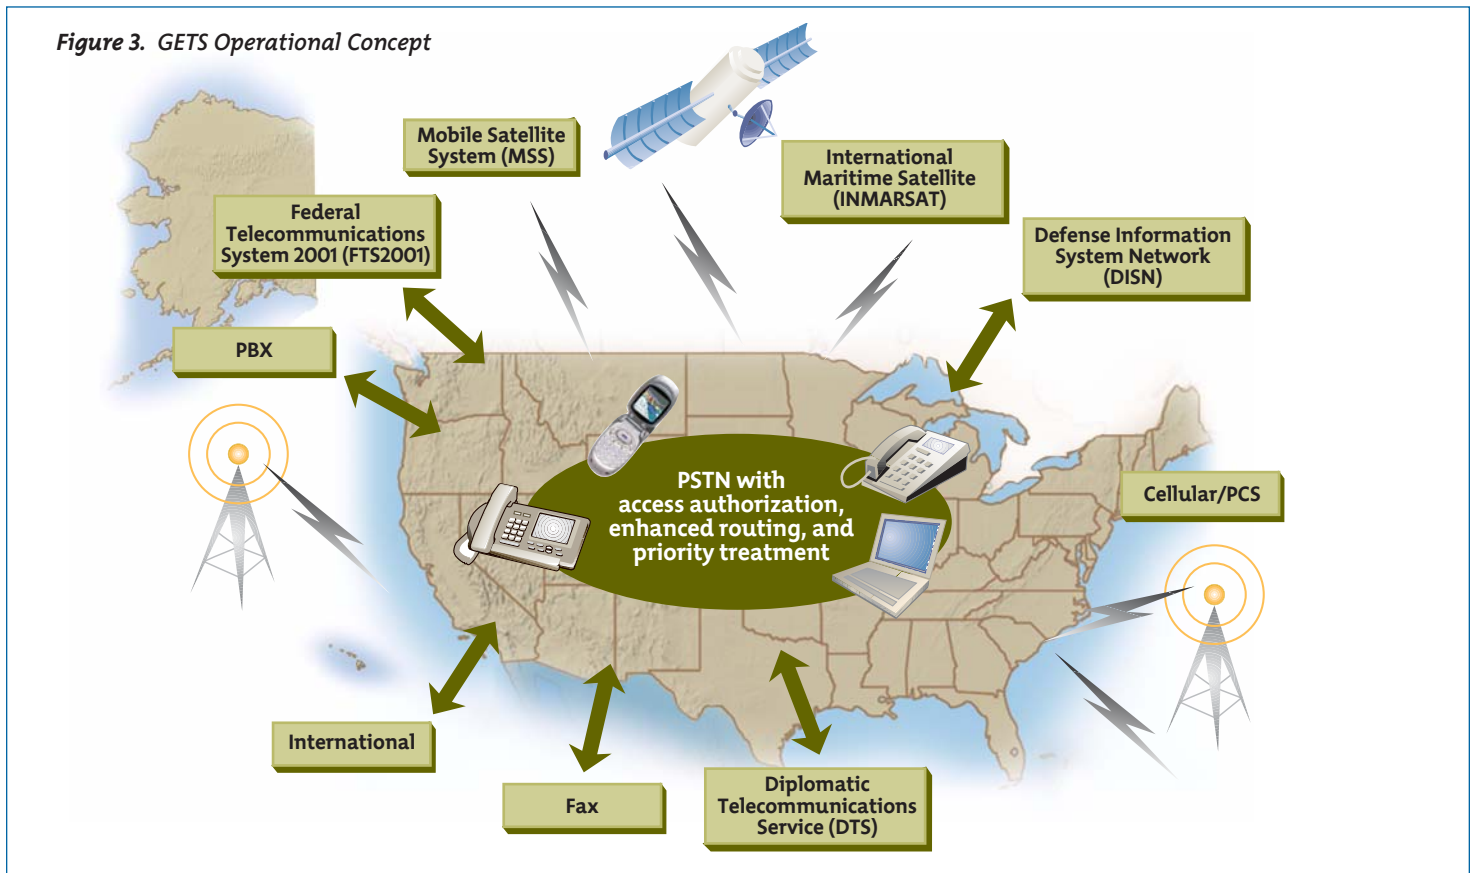 Figure 3. GETS Operational Concept
Mobile Satellite
System (MSS)
International
Maritime Satellite
(INMARSAT)
Federal
Telecommunications
System 2001 (FTS2001)
Defense Information
System Network
(DISN)
PBX
PSTN with
access authorization,
enhanced routing, and
priority treatment
Cellular/PCS
International
Fax
Diplomatic
Telecommunications
Service (DTS)